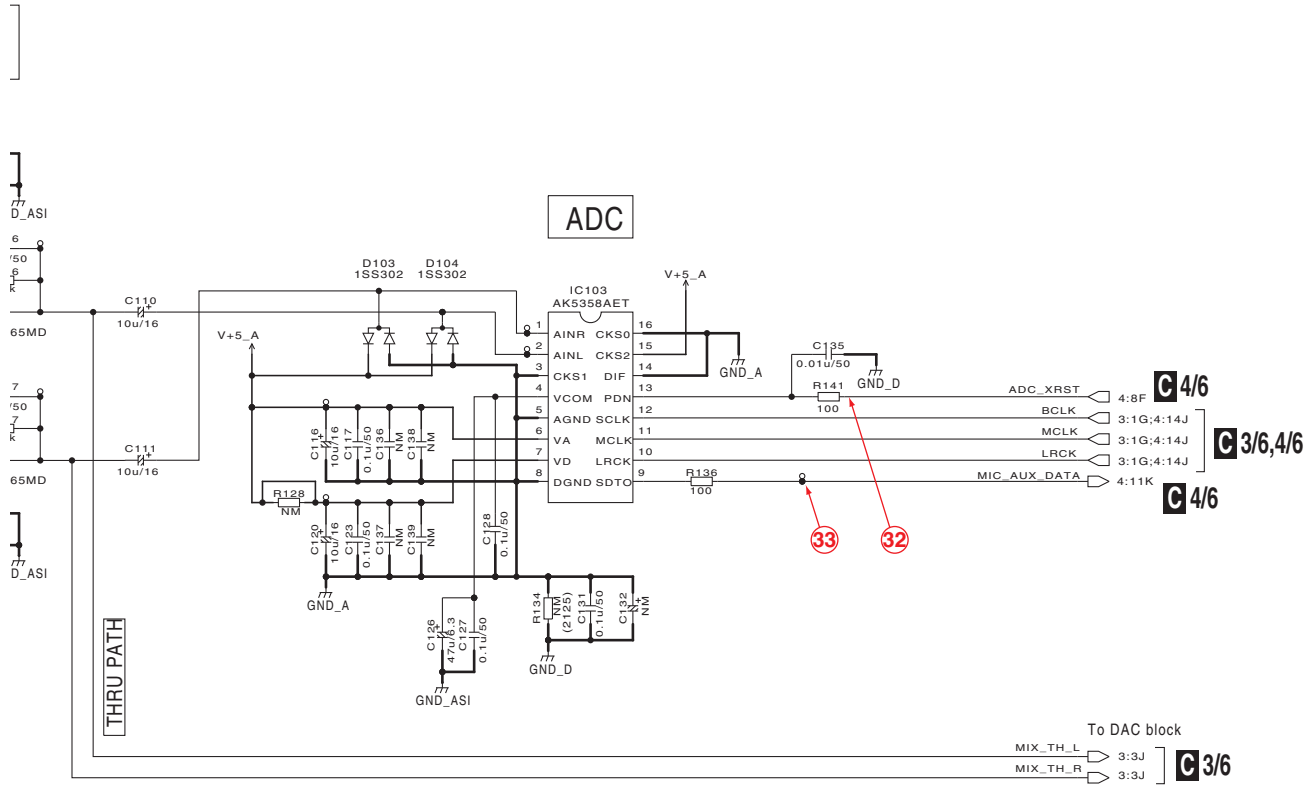 ADC
D_ASI
6
/50
6
k
65MD
C110
10u/16
V+5_A
D103
1SS302
D104
1SS302
IC103
AK5358AET
V+5_A
1 AINR CKS0 16
2 AINL CKS2 15
3 CKS1 DIF 14
4 VCOM PDN 13
5 AGND SCLK 12
6 VA MCLK 11
7 VD LRCK 10
8 DGND SDTO 9
GND_A
C135
0.01u/50
GND_D
R141
100
ADC_XRST 4:8F C 4/6
BCLK 3:1G;4:14J
MCLK 3:1G;4:14J C 3/6,4/6
LRCK 3:1G;4:14J
R136
100
MIC_AUX_DATA 4:11K
C 4/6
33
32
7
/50
7
k
65MD
C111
10u/16
C116
10u/16
C117
0.1u/50
C136
NM
C138
NM
R128
NM
C120
10u/16
C123
0.1u/50
C137
NM
C139
NM
C128
0.1u/50
D_ASI
GND_A
C126
47u/6.3
C127
0.1u/50
GND_ASI
R134
NM
(2125)
C131
0.1u/50
C132
NM
GND_D
THRU PATH
To DAC block
MIX_TH_L 3:3J
MIX_TH_R 3:3J
C 3/6